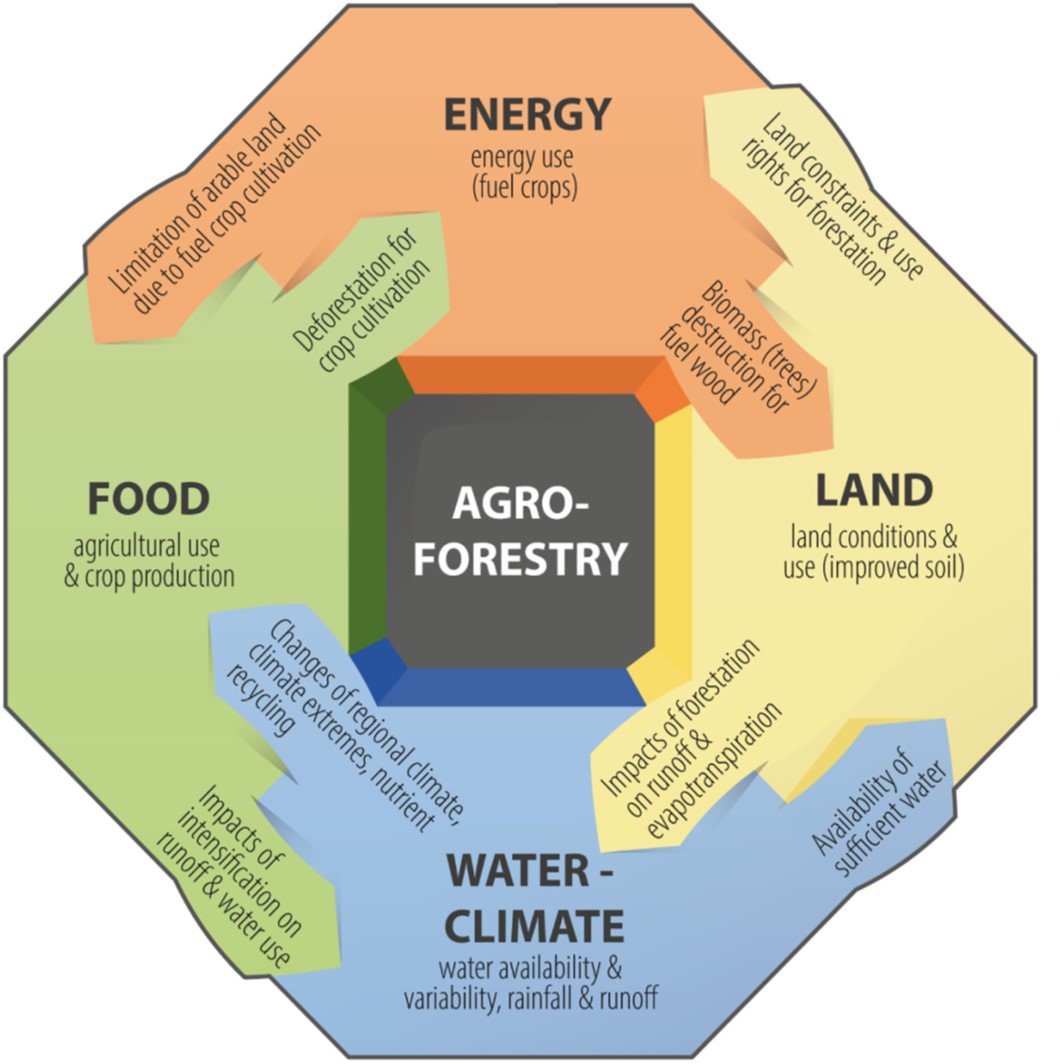 ENERGY
energy use
(fuel crops)
Limitation of arable land
due to fuel crop cultivation
Deforestation for
crop cultivation
Land constraints & use
rights for forestation
Biomass (trees)
destruction for
fuel wood
AGRO-
FORESTRY
FOOD
agricultural use
& crop production
LAND
land conditions &
use (improved soil)
Changes of regional climate,
climate extremes, nutrient
recycling
Impacts of
intensification on
runoff & water use
Impacts of forestation
on runoff &
evapotranspiration
Availability of
sufficient water
WATER -
CLIMATE
water availability &
variability, rainfall & runoff